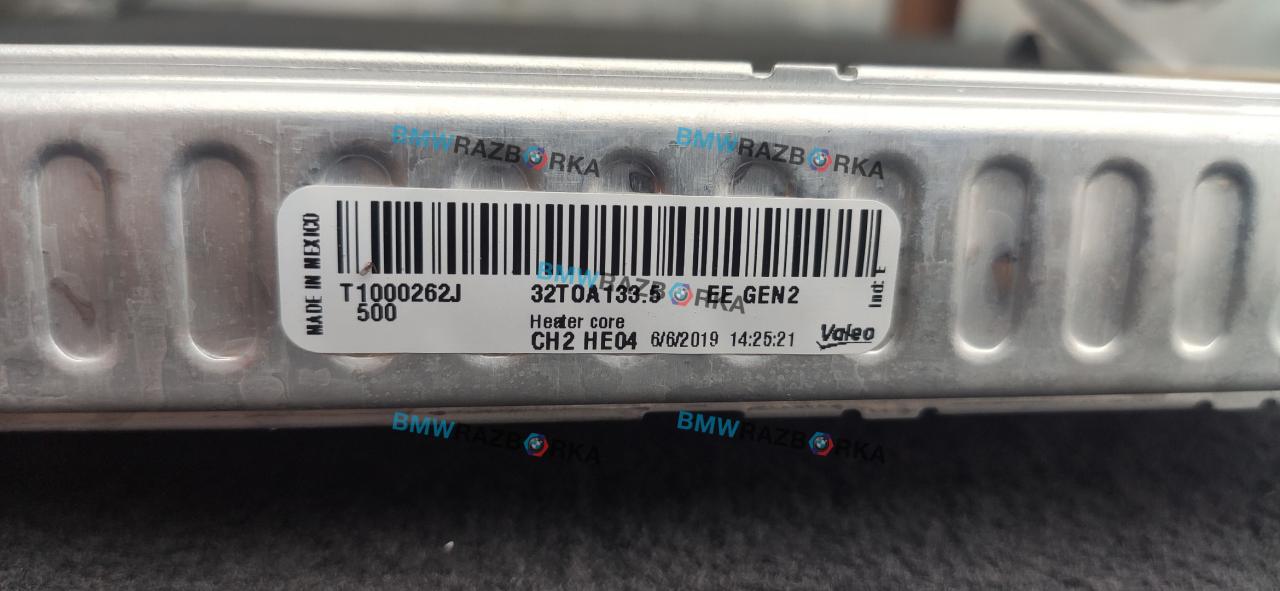 BMWRAZBORKA
BMWRAZBORKA
MADE IN MEXICO
T1000262J
500
32TOA133.5 EE GEN2
BMWRAZBORKA
Heater core
CH2 HE04 6/6/2019 14:25:21
Valeo
Ind: E
BMWRAZBORKA
BMWRAZBORKA